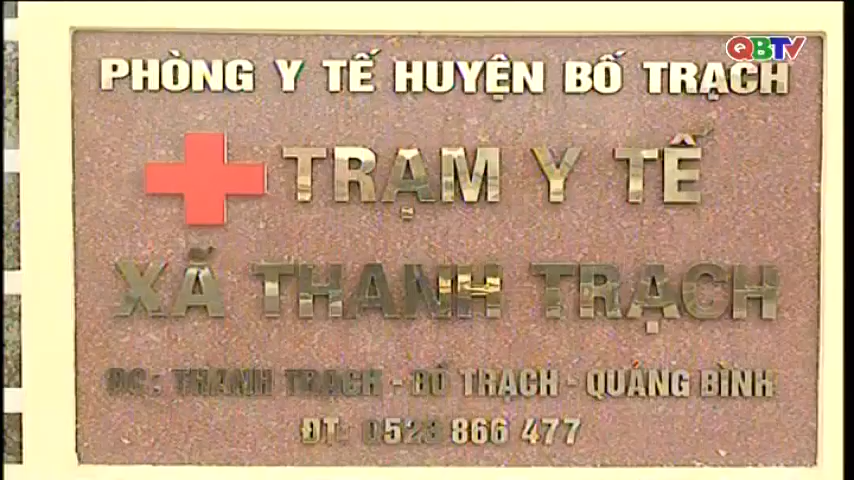 QBTV
PHÒNG Y TẾ HUYỆN BỐ TRẠCH
TRẠM Y TẾ
XÃ THANH TRẠCH
ĐC: THANH TRẠCH - BỐ TRẠCH - QUẢNG BÌNH
ĐT: 0523 866 477